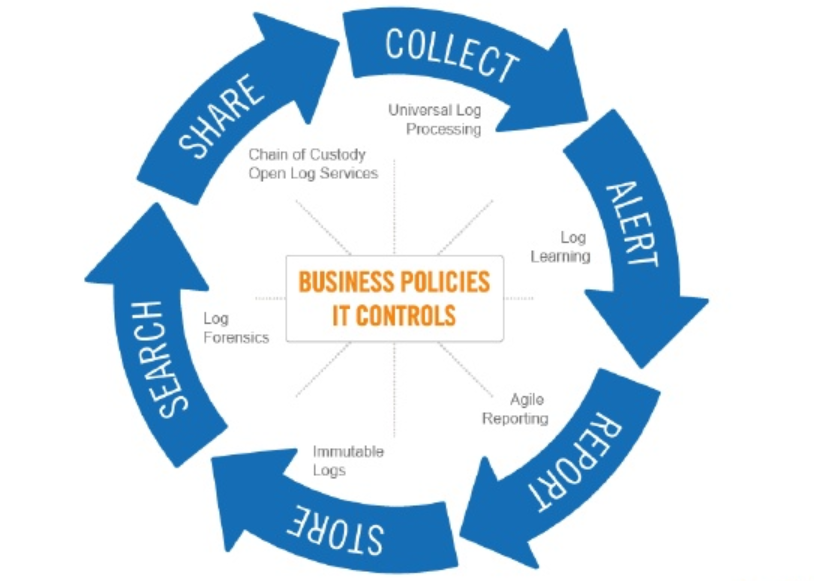 COLLECT
Universal Log
Processing
ALERT
Log
Learning
REPORT
Agile
Reporting
STORE
Immutable
Logs
SEARCH
Log
Forensics
SHARE
Chain of Custody
Open Log Services
BUSINESS POLICIES
IT CONTROLS